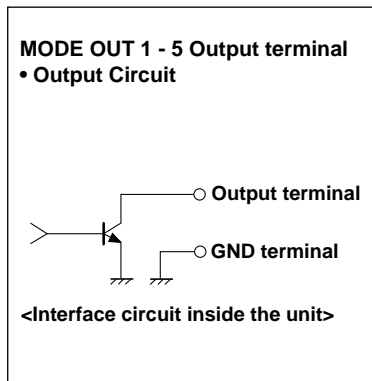 MODE OUT 1 - 5 Output terminal
• Output Circuit
Output terminal
GND terminal
<Interface circuit inside the unit>